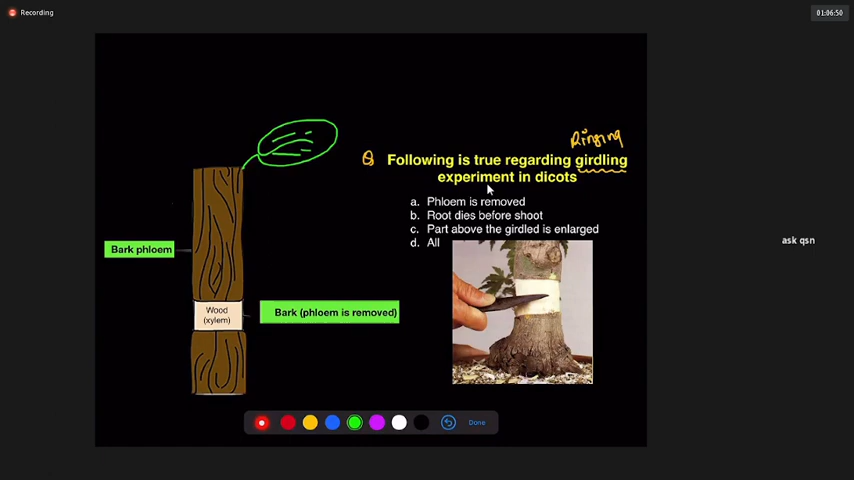 Recording
01:06:50
Ringing
Q Following is true regarding girdling
experiment in dicots
a. Phloem is removed
b. Root dies before shoot
c. Part above the girdled is enlarged
d. All
Bark phloem
Wood
(xylem)
Bark (phloem is removed)
ask qsn
Done